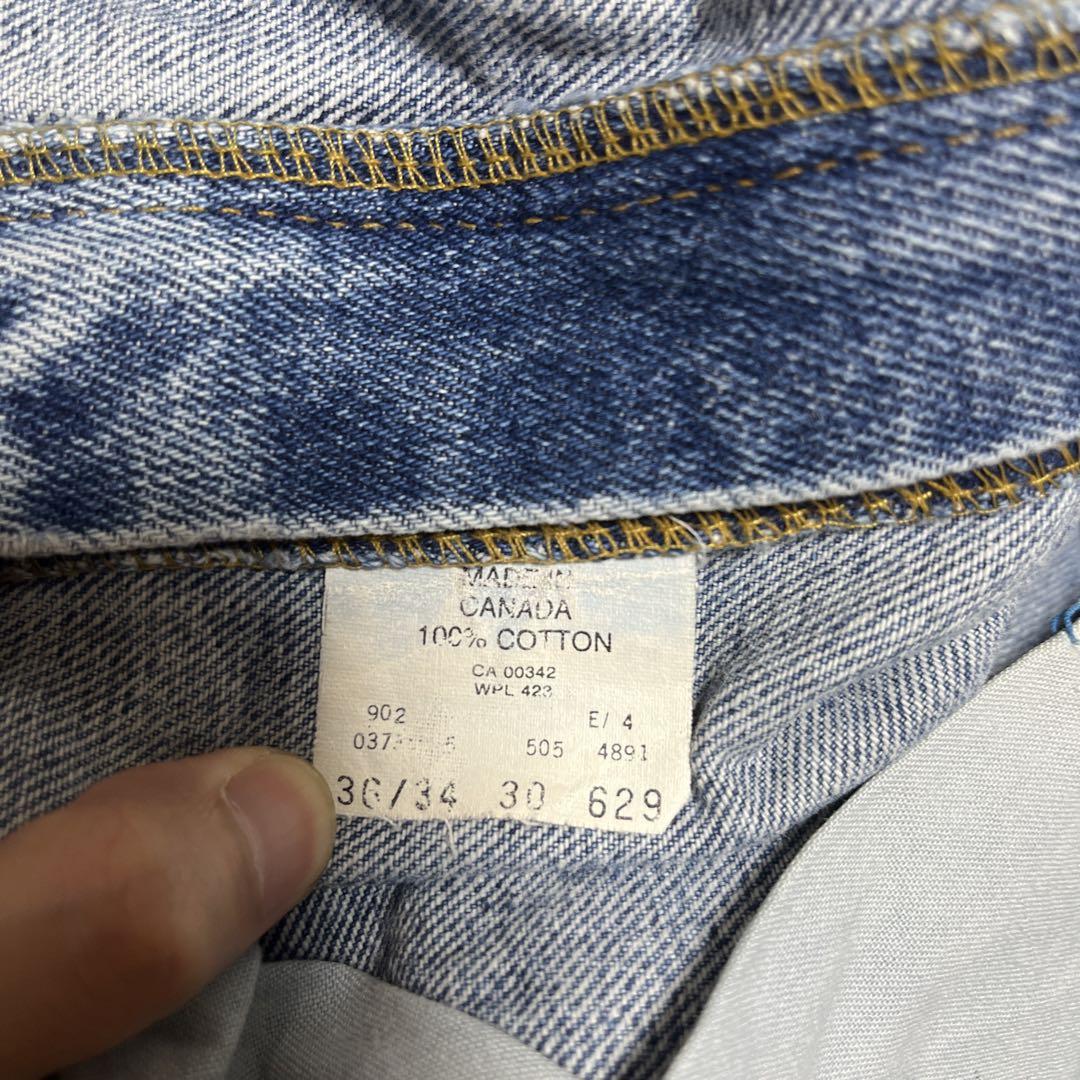 MADE IN
CANADA
100% COTTON
CA 00342
WPL 423
902 E/ 4
505 4891
36/34 30 629